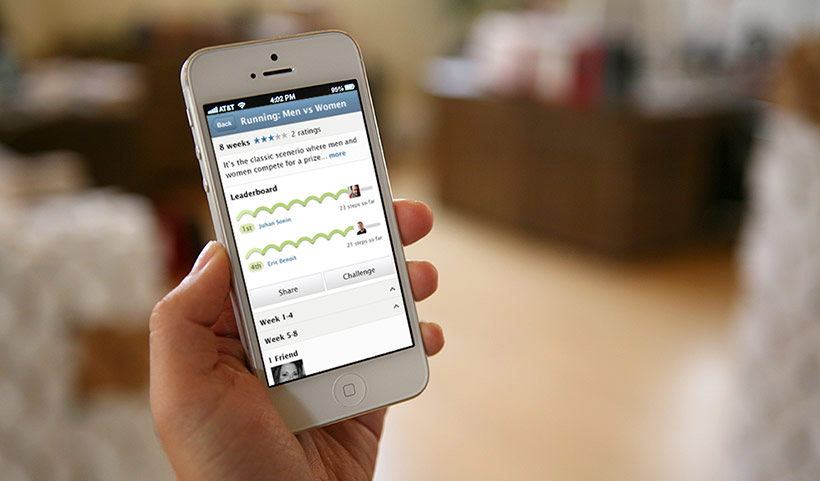 AT&T 4:02 PM 95%
Back Running: Men vs Women
8 weeks 2 ratings
It's the classic scenerio where men and
women compete for a prize... more
Leaderboard
23 steps so far
1st Juhan Sonin
21 steps so far
4th Eric Benoit
Share Challenge
Week 1-4
Week 5-8
1 Friend